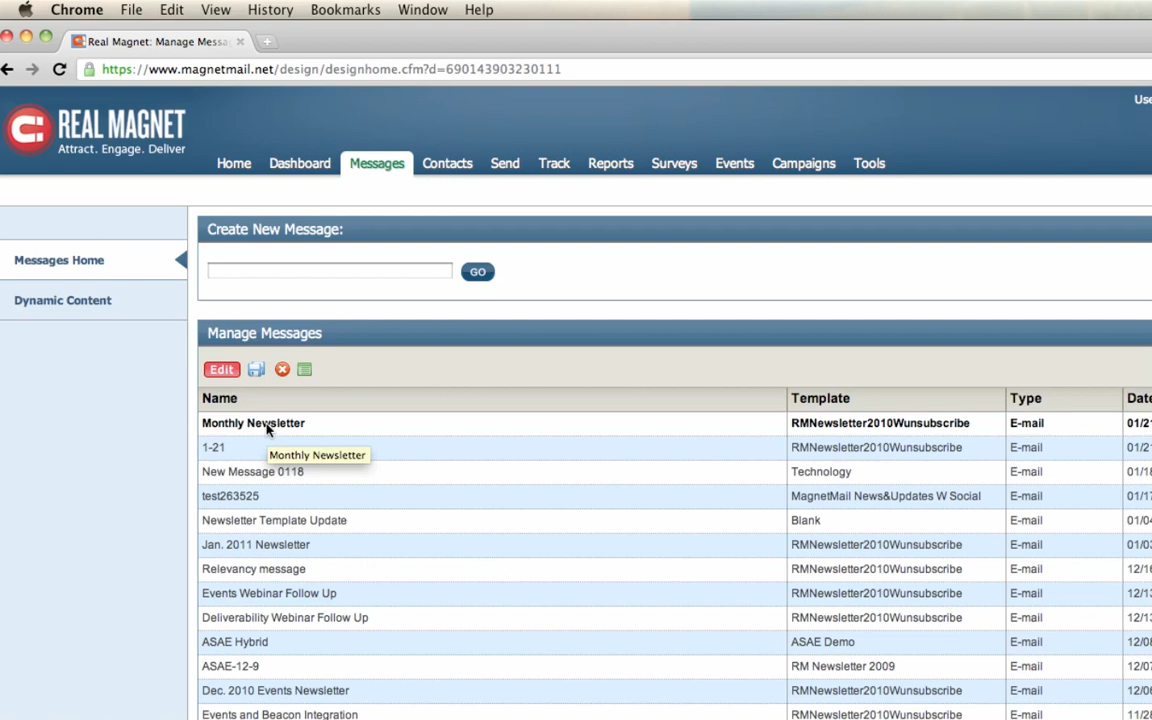 Chrome File Edit View History Bookmarks Window Help
Real Magnet: Manage Messa
https://www.magnetmail.net/design/designhome.cfm?d=690143903230111
Use
REAL MAGNET
Attract. Engage. Deliver
Home Dashboard Messages Contacts Send Track Reports Surveys Events Campaigns Tools
Create New Message:
Messages Home
GO
Dynamic Content
Manage Messages
Edit
Name Template Type Date
Monthly Newsletter RMNewsletter2010Wunsubscribe E-mail 01/21
1-21 RMNewsletter2010Wunsubscribe E-mail 01/21
Monthly Newsletter
New Message 0118 Technology E-mail 01/18
test263525 MagnetMail News&Updates W Social E-mail 01/17
Newsletter Template Update Blank E-mail 01/04
Jan. 2011 Newsletter RMNewsletter2010Wunsubscribe E-mail 01/03
Relevancy message RMNewsletter2010Wunsubscribe E-mail 12/16
Events Webinar Follow Up RMNewsletter2010Wunsubscribe E-mail 12/13
Deliverability Webinar Follow Up RMNewsletter2010Wunsubscribe E-mail 12/13
ASAE Hybrid ASAE Demo E-mail 12/08
ASAE-12-9 RM Newsletter 2009 E-mail 12/07
Dec. 2010 Events Newsletter RMNewsletter2010Wunsubscribe E-mail 12/06
Events and Beacon Integration RMNewsletter2010Wunsubscribe E-mail 11/28